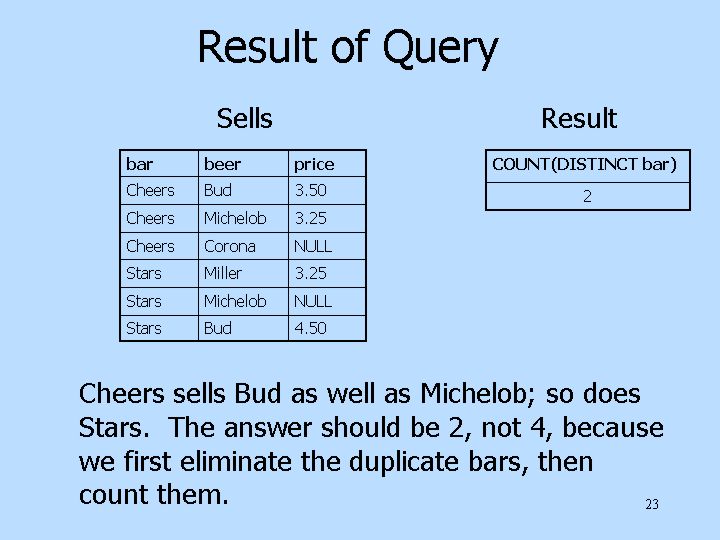 Result of Query
Sells Result
bar beer price
Cheers Bud 3.50
Cheers Michelob 3.25
Cheers Corona NULL
Stars Miller 3.25
Stars Michelob NULL
Stars Bud 4.50
COUNT(DISTINCT bar)
2
Cheers sells Bud as well as Michelob; so does
Stars. The answer should be 2, not 4, because
we first eliminate the duplicate bars, then
count them.
23